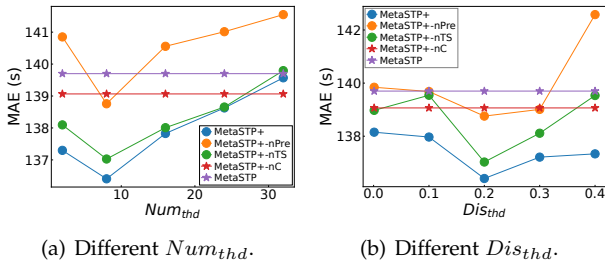 MAE (s)
141
140
139
138
137
MetaSTP+
MetaSTP+-nPre
MetaSTP+-nTS
MetaSTP+-nC
MetaSTP
10
20
30
Num_thd
MAE (s)
142
140
138
MetaSTP+
MetaSTP+-nPre
MetaSTP+-nTS
MetaSTP+-nC
MetaSTP
0.0
0.1
0.2
0.3
0.4
Dis_thd
(a) Different Num_thd.
(b) Different Dis_thd.